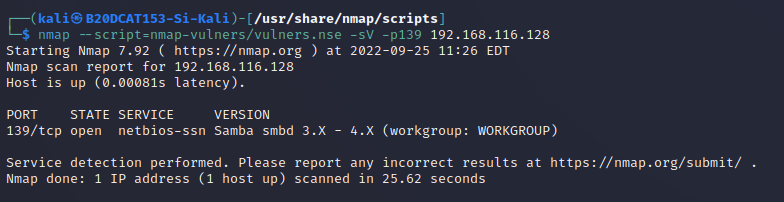 ┌──(kali㉿B20DCAT153-Si-Kali)-[/usr/share/nmap/scripts]
└─$ nmap --script=nmap-vulners/vulners.nse -sV -p139 192.168.116.128
Starting Nmap 7.92 ( https://nmap.org ) at 2022-09-25 11:26 EDT
Nmap scan report for 192.168.116.128
Host is up (0.00081s latency).

PORT    STATE SERVICE     VERSION
139/tcp open  netbios-ssn Samba smbd 3.X - 4.X (workgroup: WORKGROUP)

Service detection performed. Please report any incorrect results at https://nmap.org/submit/ .
Nmap done: 1 IP address (1 host up) scanned in 25.62 seconds